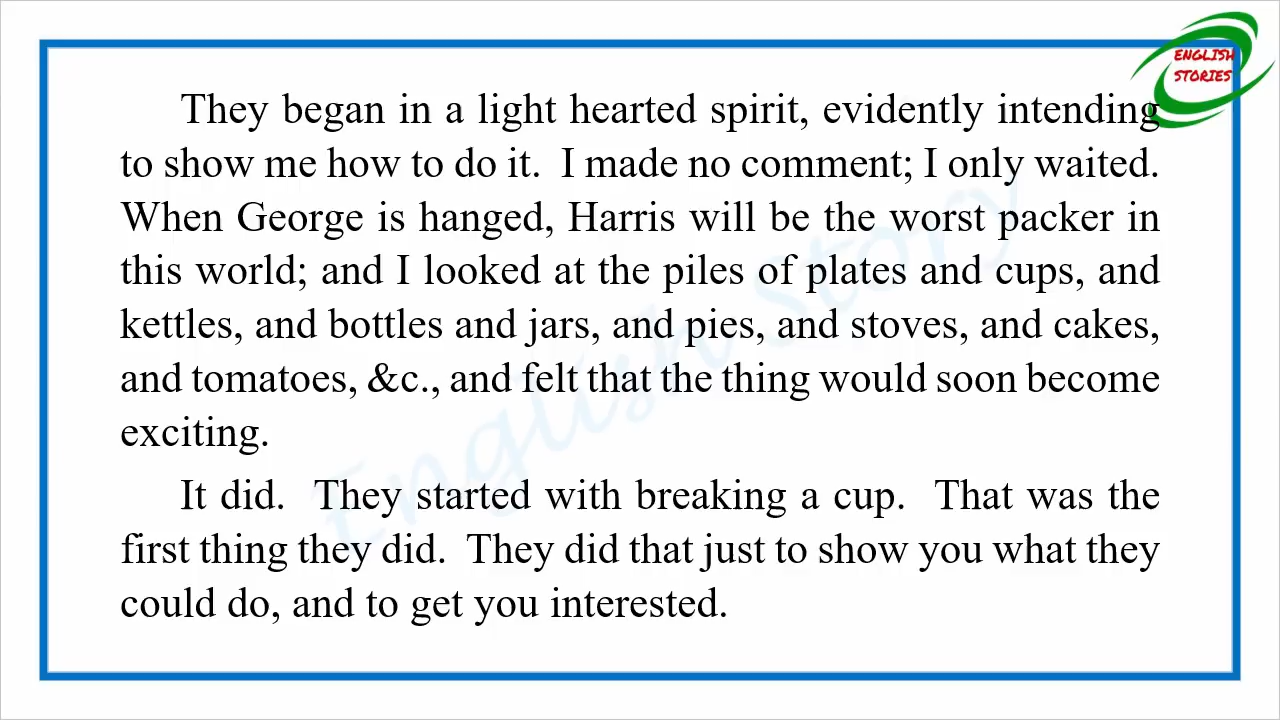 ENGLISH
STORIES
They began in a light hearted spirit, evidently intending
to show me how to do it.  I made no comment; I only waited.
When George is hanged, Harris will be the worst packer in
this world; and I looked at the piles of plates and cups, and
kettles, and bottles and jars, and pies, and stoves, and cakes,
and tomatoes, &c., and felt that the thing would soon become
exciting.
It did.  They started with breaking a cup.  That was the
first thing they did.  They did that just to show you what they
could do, and to get you interested.
English Story